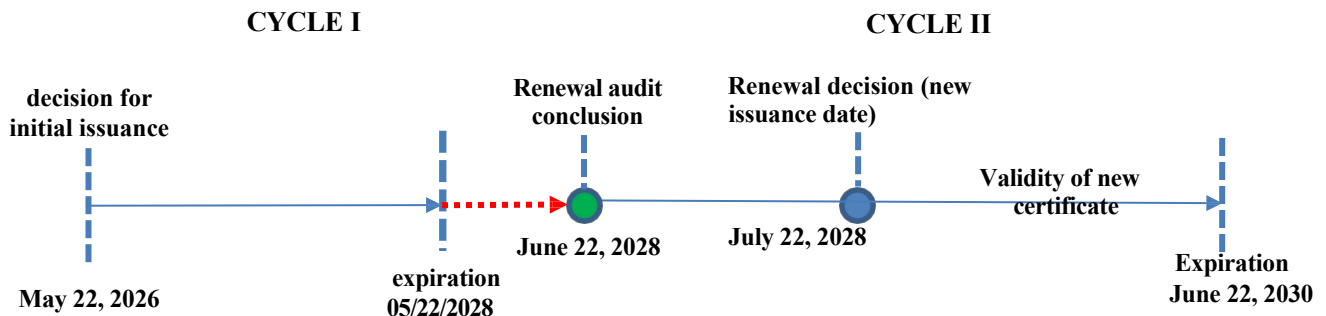 CYCLE I
CYCLE II
decision for
initial issuance
Renewal audit
conclusion
Renewal decision (new
issuance date)
Validity of new
certificate
May 22, 2026
expiration
05/22/2028
June 22, 2028
July 22, 2028
Expiration
June 22, 2030